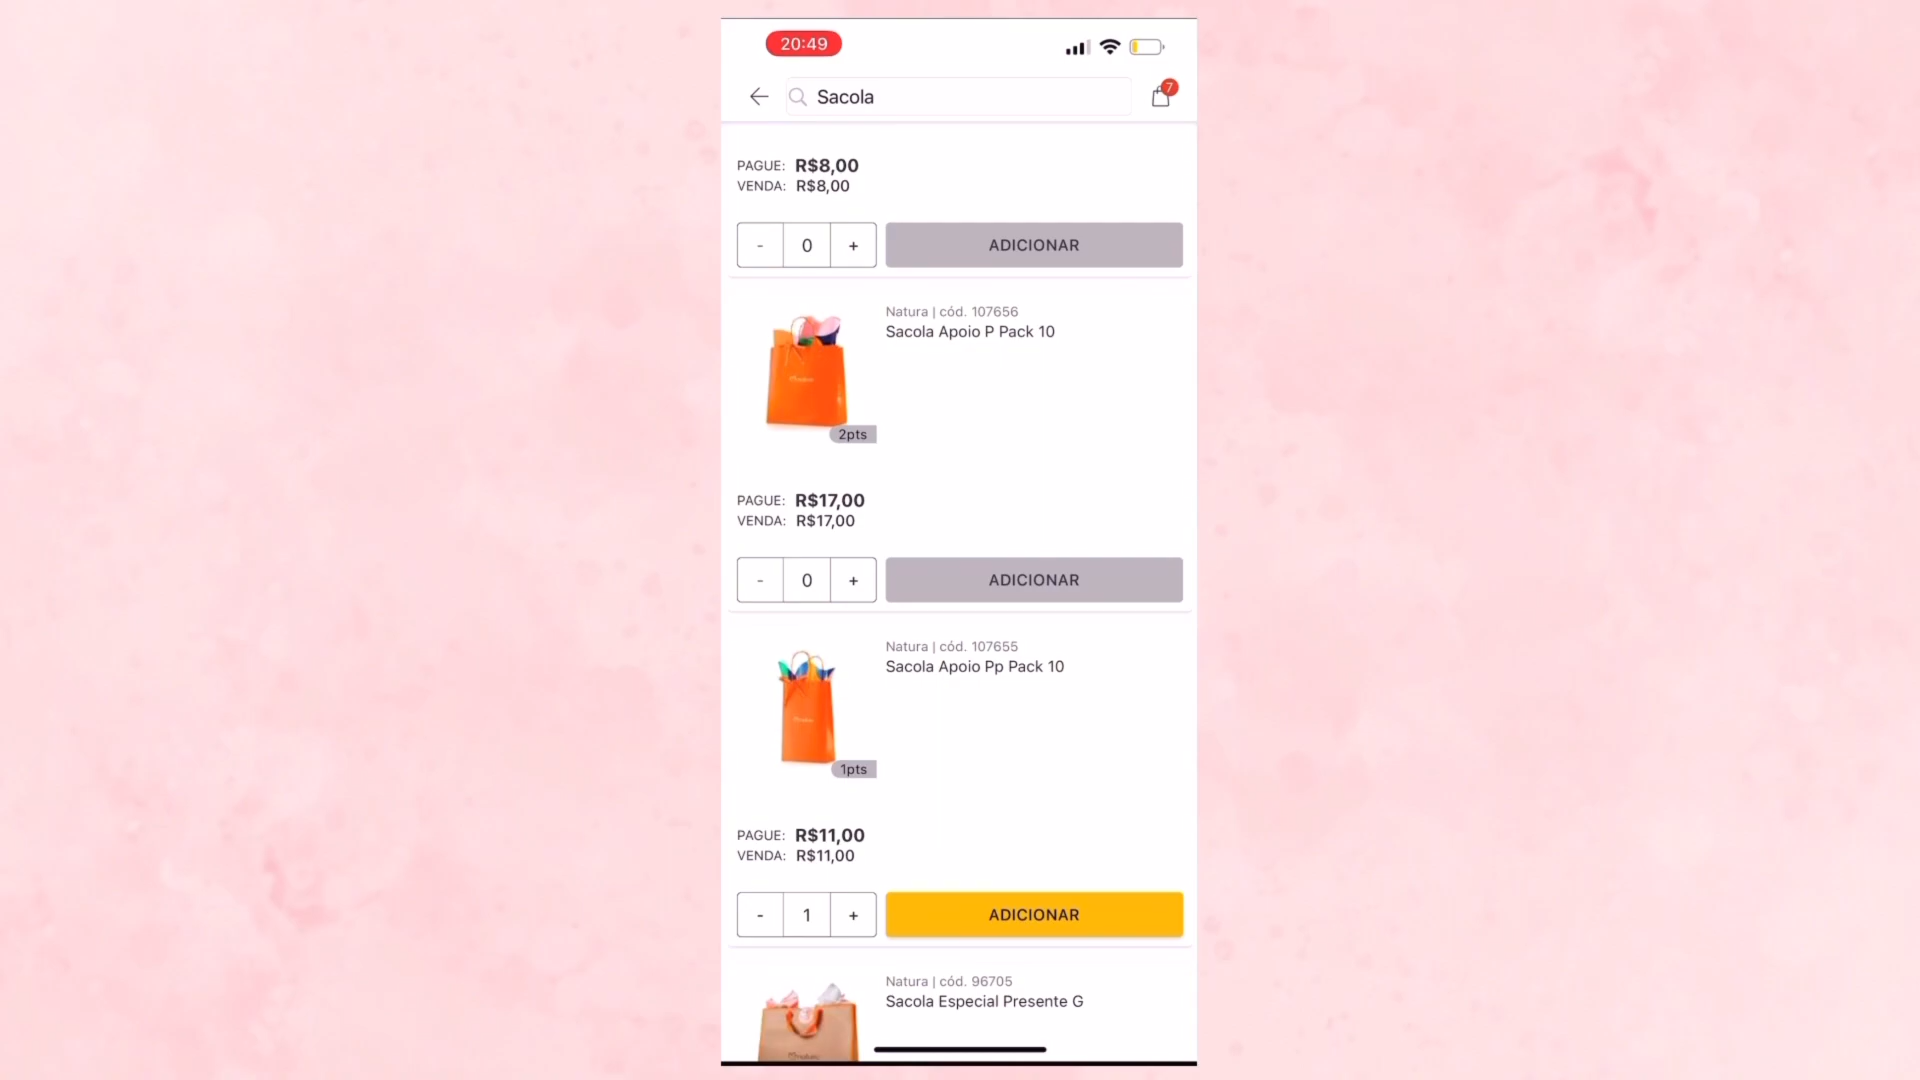 20:49
Sacola
7
PAGUE: R$8,00
VENDA: R$8,00
- 0 + ADICIONAR
Natura | cód. 107656
Sacola Apoio P Pack 10
2pts
PAGUE: R$17,00
VENDA: R$17,00
- 0 + ADICIONAR
Natura | cód. 107655
Sacola Apoio Pp Pack 10
1pts
PAGUE: R$11,00
VENDA: R$11,00
- 1 + ADICIONAR
Natura | cód. 96705
Sacola Especial Presente G